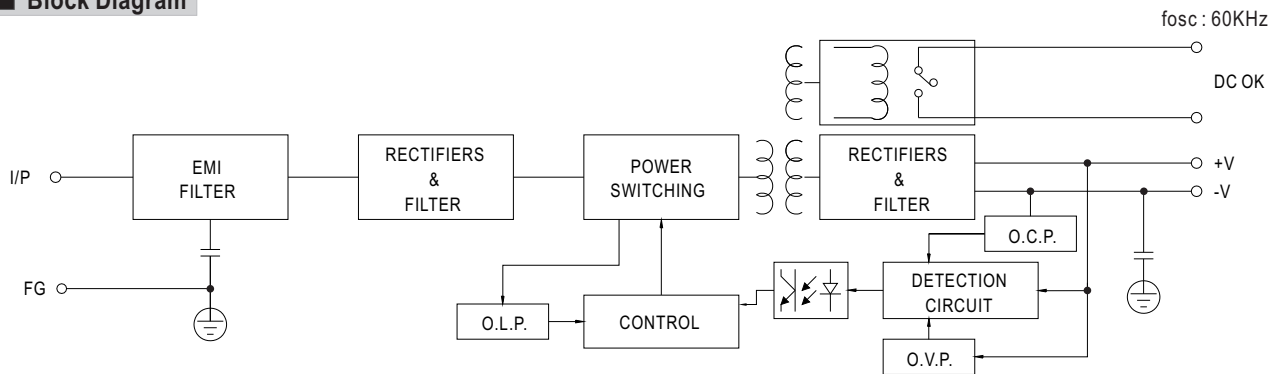 ■ Block Diagram
fosc : 60KHz
DC OK
I/P
EMI
FILTER
RECTIFIERS
&
FILTER
POWER
SWITCHING
RECTIFIERS
&
FILTER
+V
-V
O.C.P.
FG
O.L.P.
CONTROL
DETECTION
CIRCUIT
O.V.P.